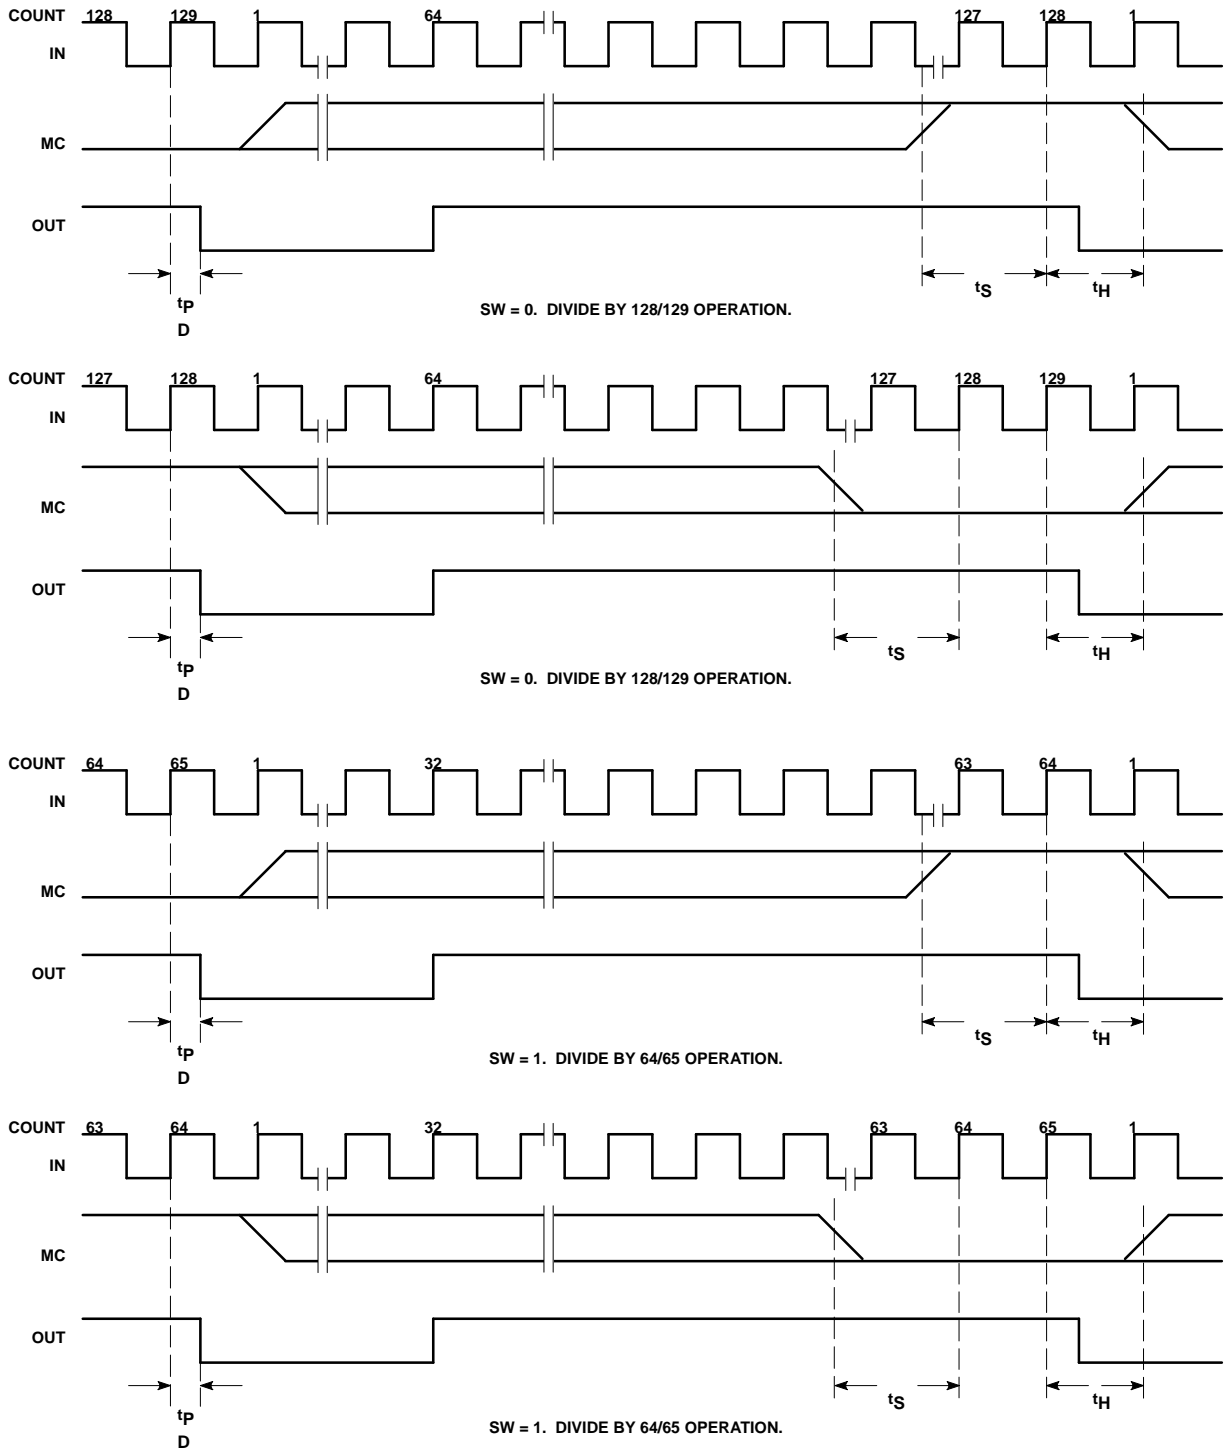 COUNT 128 129 1 64 127 128 1
IN
MC
OUT
tPD tS tH
SW = 0. DIVIDE BY 128/129 OPERATION.
COUNT 127 128 1 64 127 128 129 1
IN
MC
OUT
tPD tS tH
SW = 0. DIVIDE BY 128/129 OPERATION.
COUNT 64 65 1 32 63 64 1
IN
MC
OUT
tPD tS tH
SW = 1. DIVIDE BY 64/65 OPERATION.
COUNT 63 64 1 32 63 64 65 1
IN
MC
OUT
tPD tS tH
SW = 1. DIVIDE BY 64/65 OPERATION.